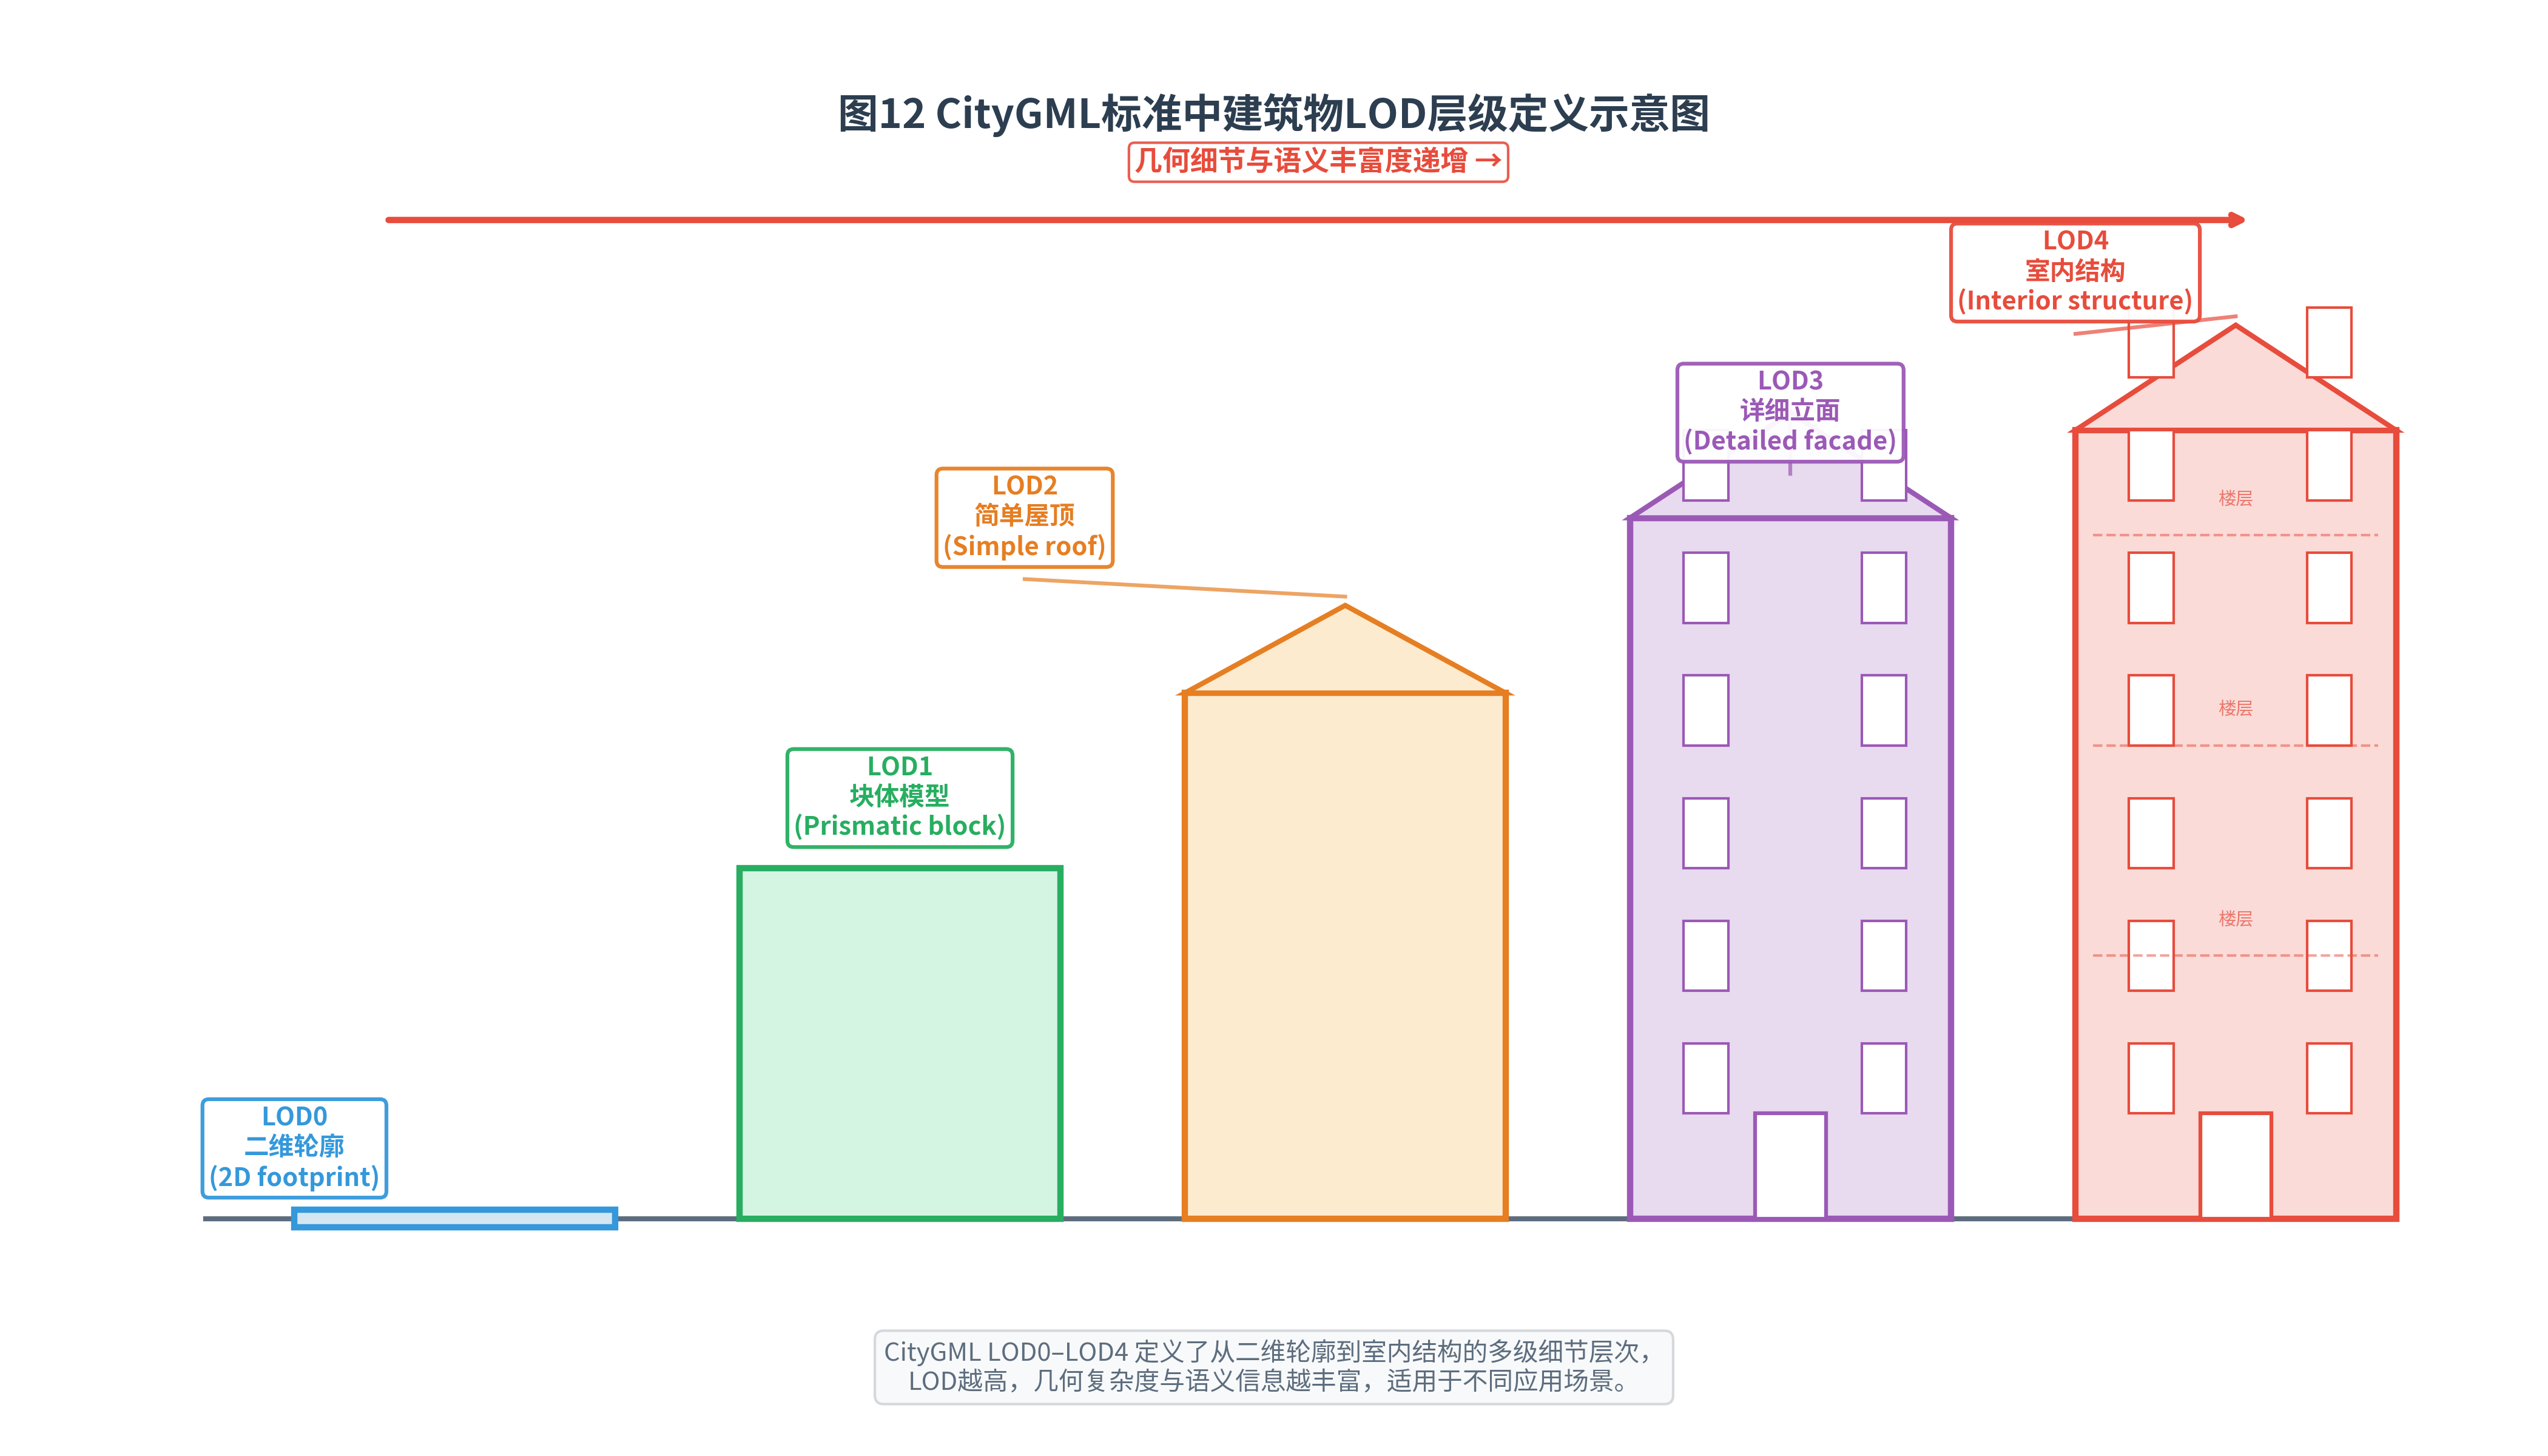 图12 CityGML标准中建筑物LOD层级定义示意图
几何细节与语义丰富度递增 →
LOD4
室内结构
(Interior structure)
LOD3
详细立面
(Detailed facade)
LOD2
简单屋顶
(Simple roof)
楼层
楼层
LOD1
块体模型
(Prismatic block)
楼层
LOD0
二维轮廓
(2D footprint)
CityGML LOD0–LOD4 定义了从二维轮廓到室内结构的多级细节层次，
LOD越高，几何复杂度与语义信息越丰富，适用于不同应用场景。